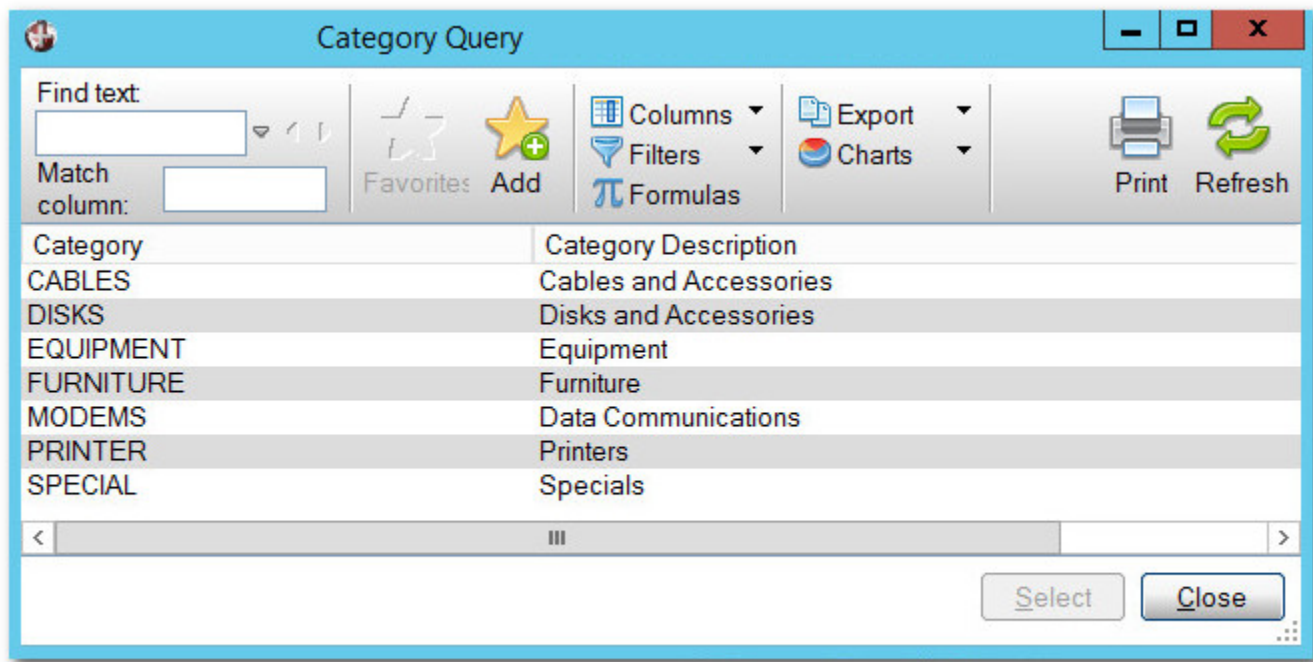 Category Query
Find text:
Match
column:
Favorites
Add
Columns
Filters
Formulas
Export
Charts
Print
Refresh
Category Category Description
CABLES Cables and Accessories
DISKS Disks and Accessories
EQUIPMENT Equipment
FURNITURE Furniture
MODEMS Data Communications
PRINTER Printers
SPECIAL Specials
Select Close